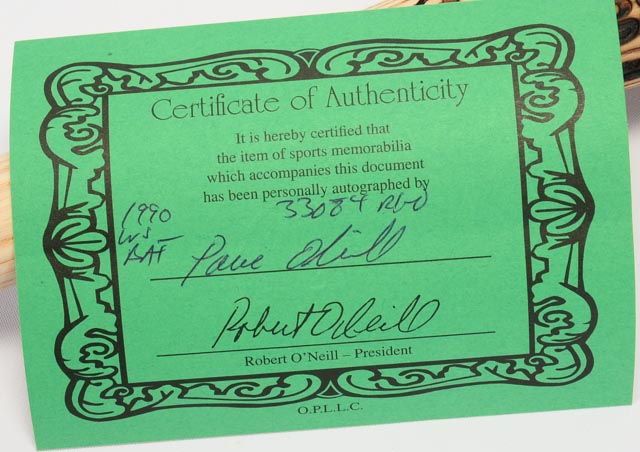 Certificate of Authenticity
It is hereby certified that
the item of sports memorabilia
which accompanies this document
has been personally autographed by
33084 RGO
1990
WS
BAT
Paul O'Neill
Robert O'Neill
Robert O'Neill – President
O.P.L.L.C.